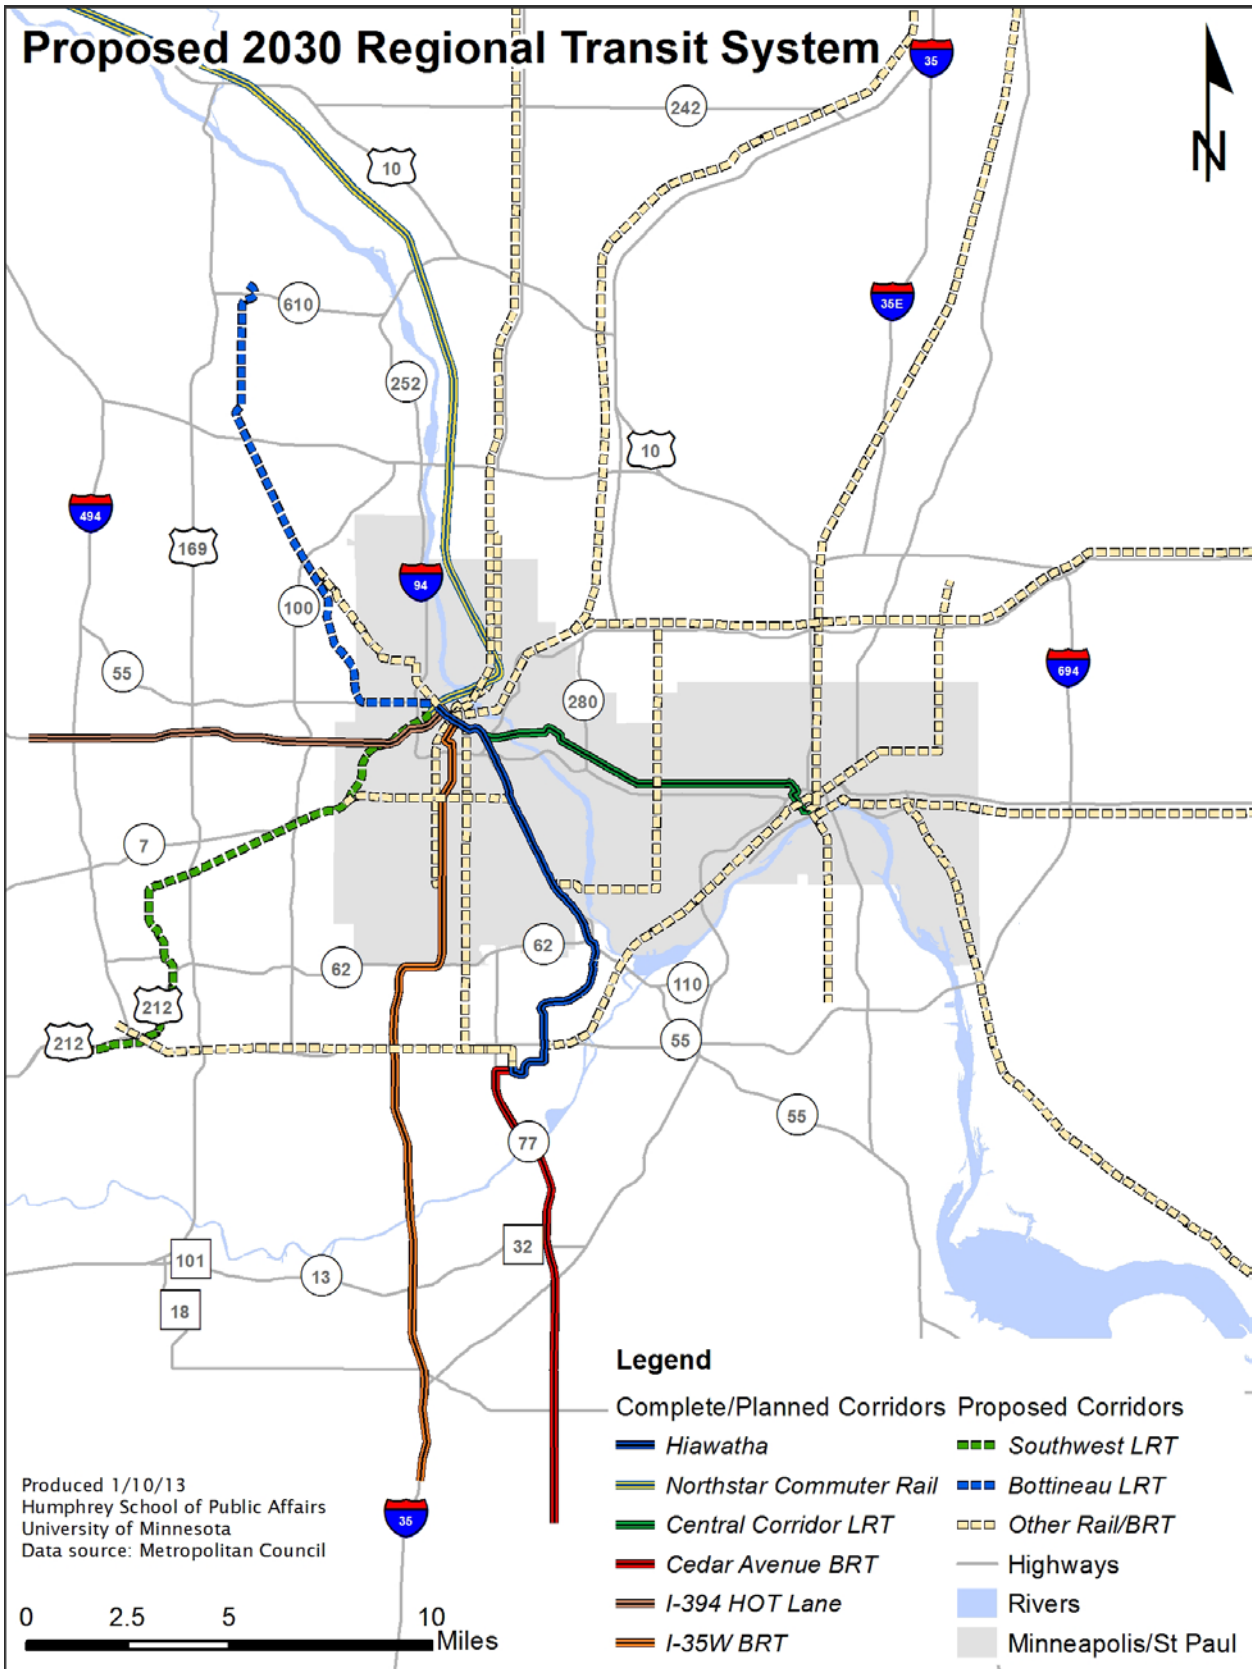 Proposed 2030 Regional Transit System
35
242
N
10
35E
610
252
10
494
169
94
100
55
694
280
7
62
62
110
212
212
55
55
77
32
101
13
18
Legend
Complete/Planned Corridors
Hiawatha
Northstar Commuter Rail
Central Corridor LRT
Cedar Avenue BRT
I-394 HOT Lane
I-35W BRT
Proposed Corridors
Southwest LRT
Bottineau LRT
Other Rail/BRT
Highways
Rivers
Minneapolis/St Paul
Produced 1/10/13
Humphrey School of Public Affairs
University of Minnesota
Data source: Metropolitan Council
35
0 2.5 5 10
Miles